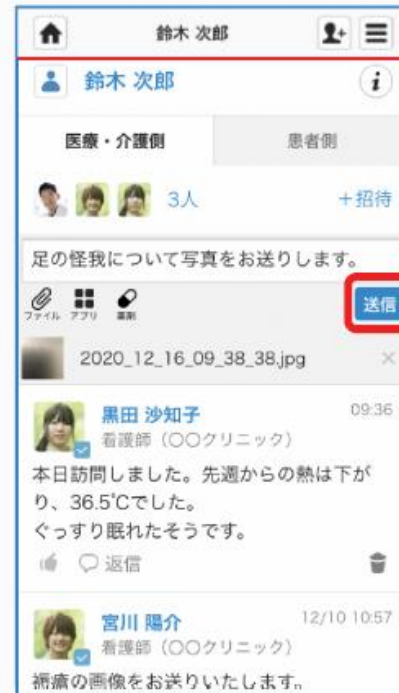 鈴木 次郎
鈴木 次郎
i
医療・介護側
患者側
3人
+招待
足の怪我について写真をお送りします。
ファイル
アプリ
薬剤
送信
2020_12_16_09_38_38.jpg
×
黒田 沙知子
09:36
看護師(〇〇クリニック)
本日訪問しました。先週からの熱は下が
り、36.5℃でした。
ぐっすり眠れたそうです。
返信
宮川 陽介
12/10 10:57
看護師(〇〇クリニック)
褥瘡の画像をお送りいたします。